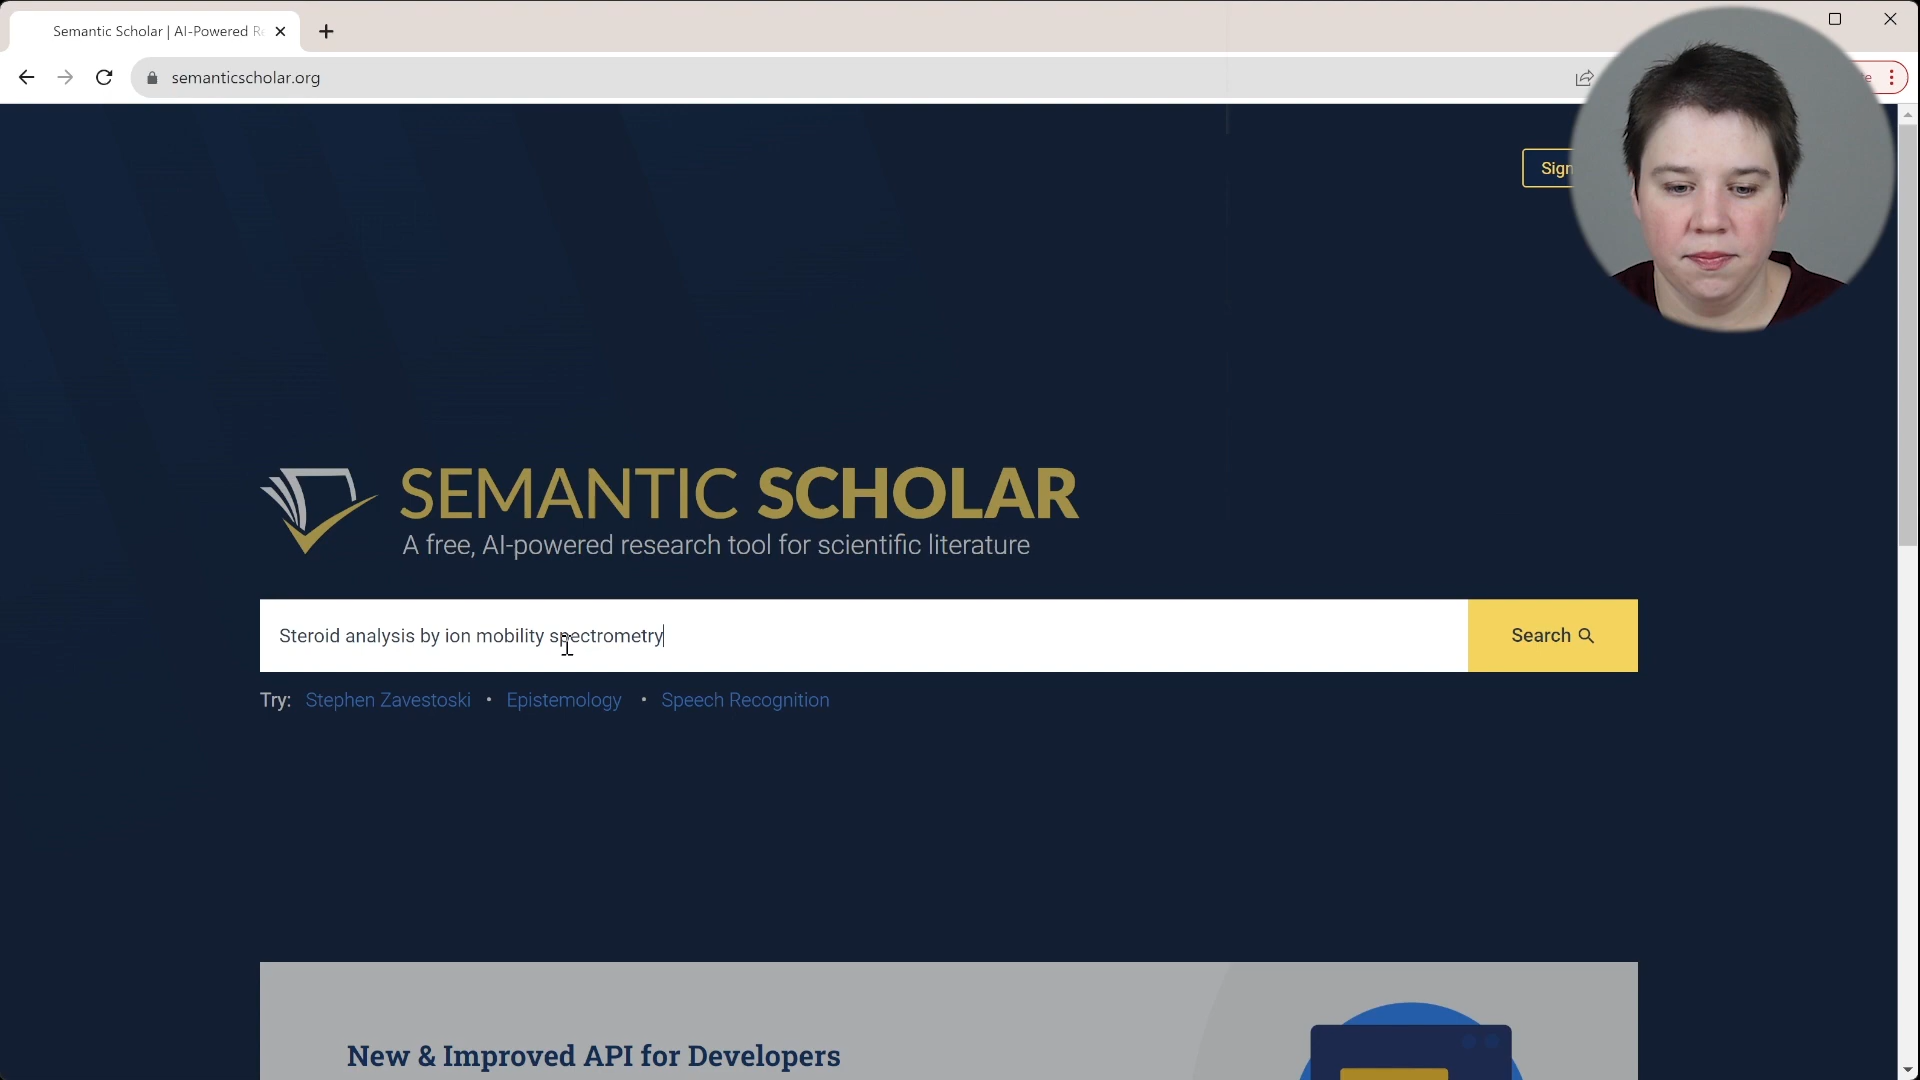 Semantic Scholar | AI-Powered Re
semanticscholar.org
Sign
SEMANTIC SCHOLAR
A free, AI-powered research tool for scientific literature
Steroid analysis by ion mobility spectrometry
Search
Try: Stephen Zavestoski • Epistemology • Speech Recognition
New & Improved API for Developers